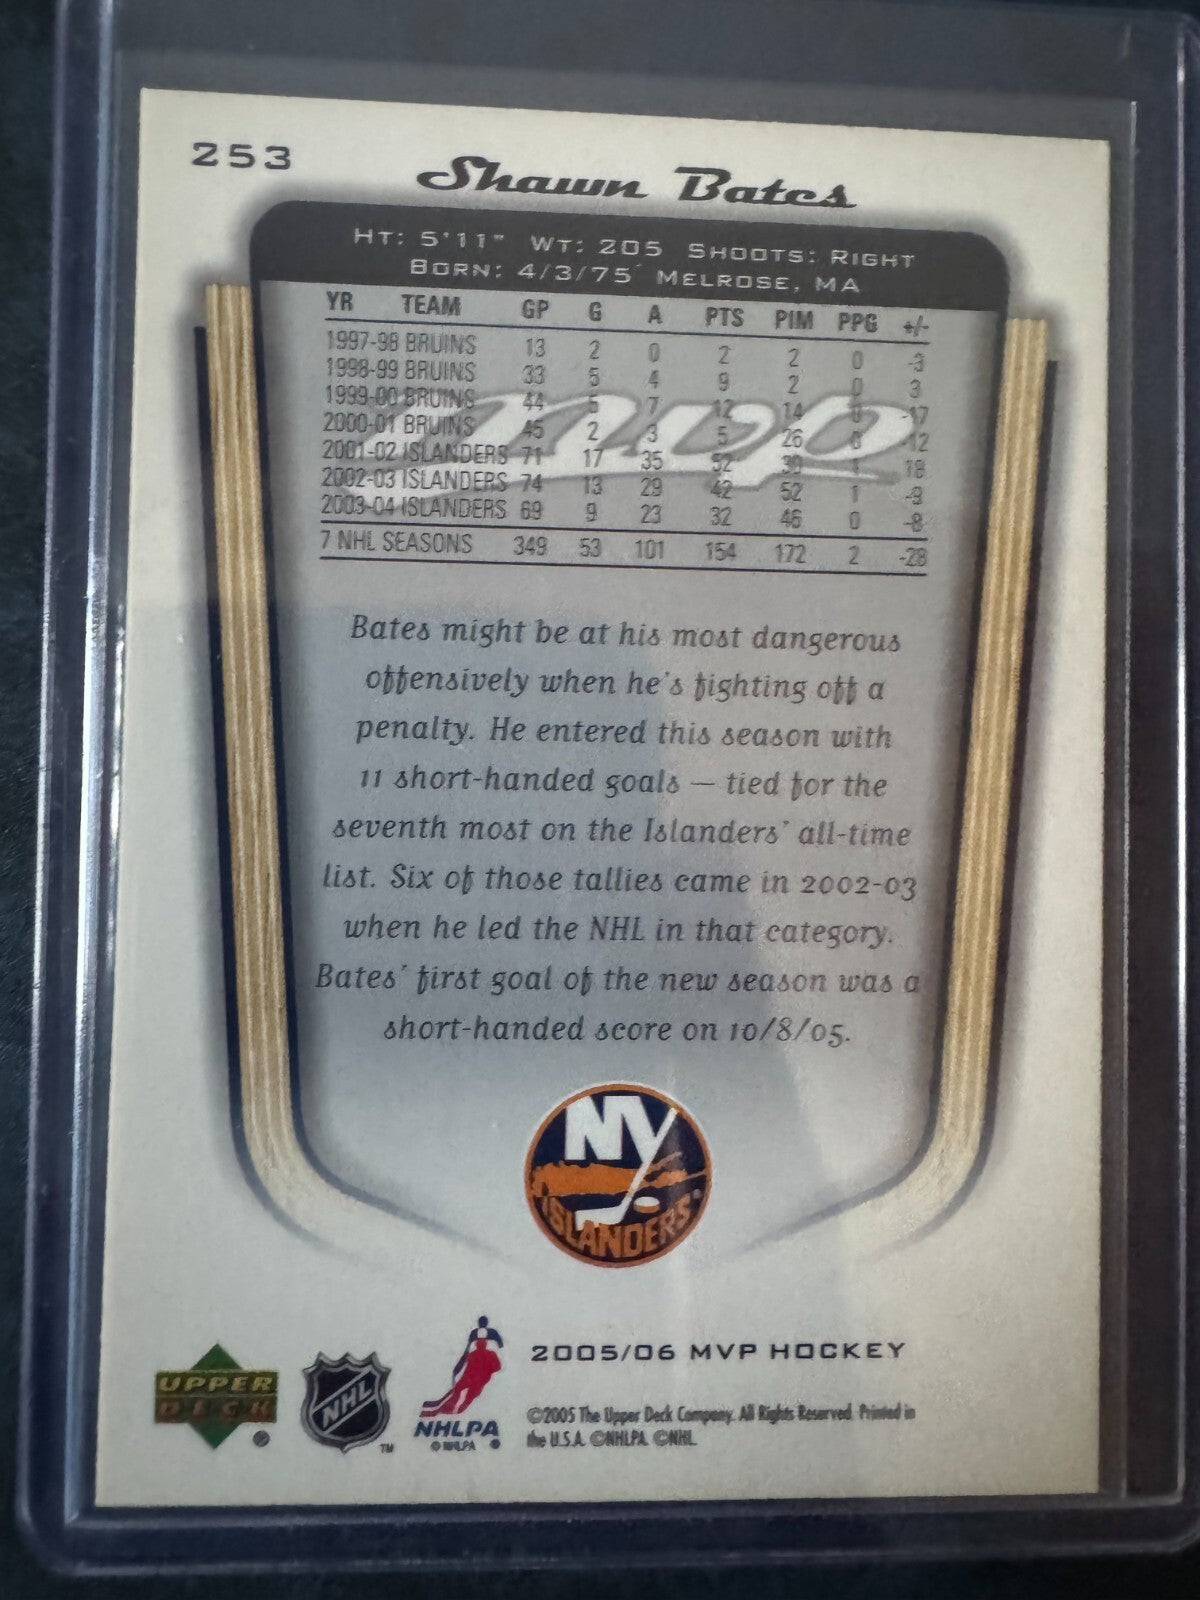 253
Shawn Bates
HT: 5'11" WT: 205 SHOOTS: RIGHT
BORN: 4/3/75 MELROSE, MA
YR TEAM GP G A PTS PIM PPG +/-
1997-98 BRUINS 13 2 0 2 2 0 -3
1998-99 BRUINS 33 5 4 9 2 0 3
1999-00 BRUINS 44 5 7 12 14 0 -17
2000-01 BRUINS 45 2 3 5 26 0 -12
2001-02 ISLANDERS 71 17 35 52 30 1 18
2002-03 ISLANDERS 74 13 29 42 52 1 -9
2003-04 ISLANDERS 69 9 23 32 46 0 -8
7 NHL SEASONS 349 53 101 154 172 2 -28
mvp
Bates might be at his most dangerous
offensively when he's fighting off a
penalty. He entered this season with
11 short-handed goals — tied for the
seventh most on the Islanders' all-time
list. Six of those tallies came in 2002-03
when he led the NHL in that category.
Bates' first goal of the new season was a
short-handed score on 10/8/05.
NY
ISLANDERS
UPPER
DECK
NHL
TM
NHLPA
© NHLPA
2005/06 MVP HOCKEY
©2005 The Upper Deck Company. All Rights Reserved. Printed in
the U.S.A. ©NHLPA. ©NHL.